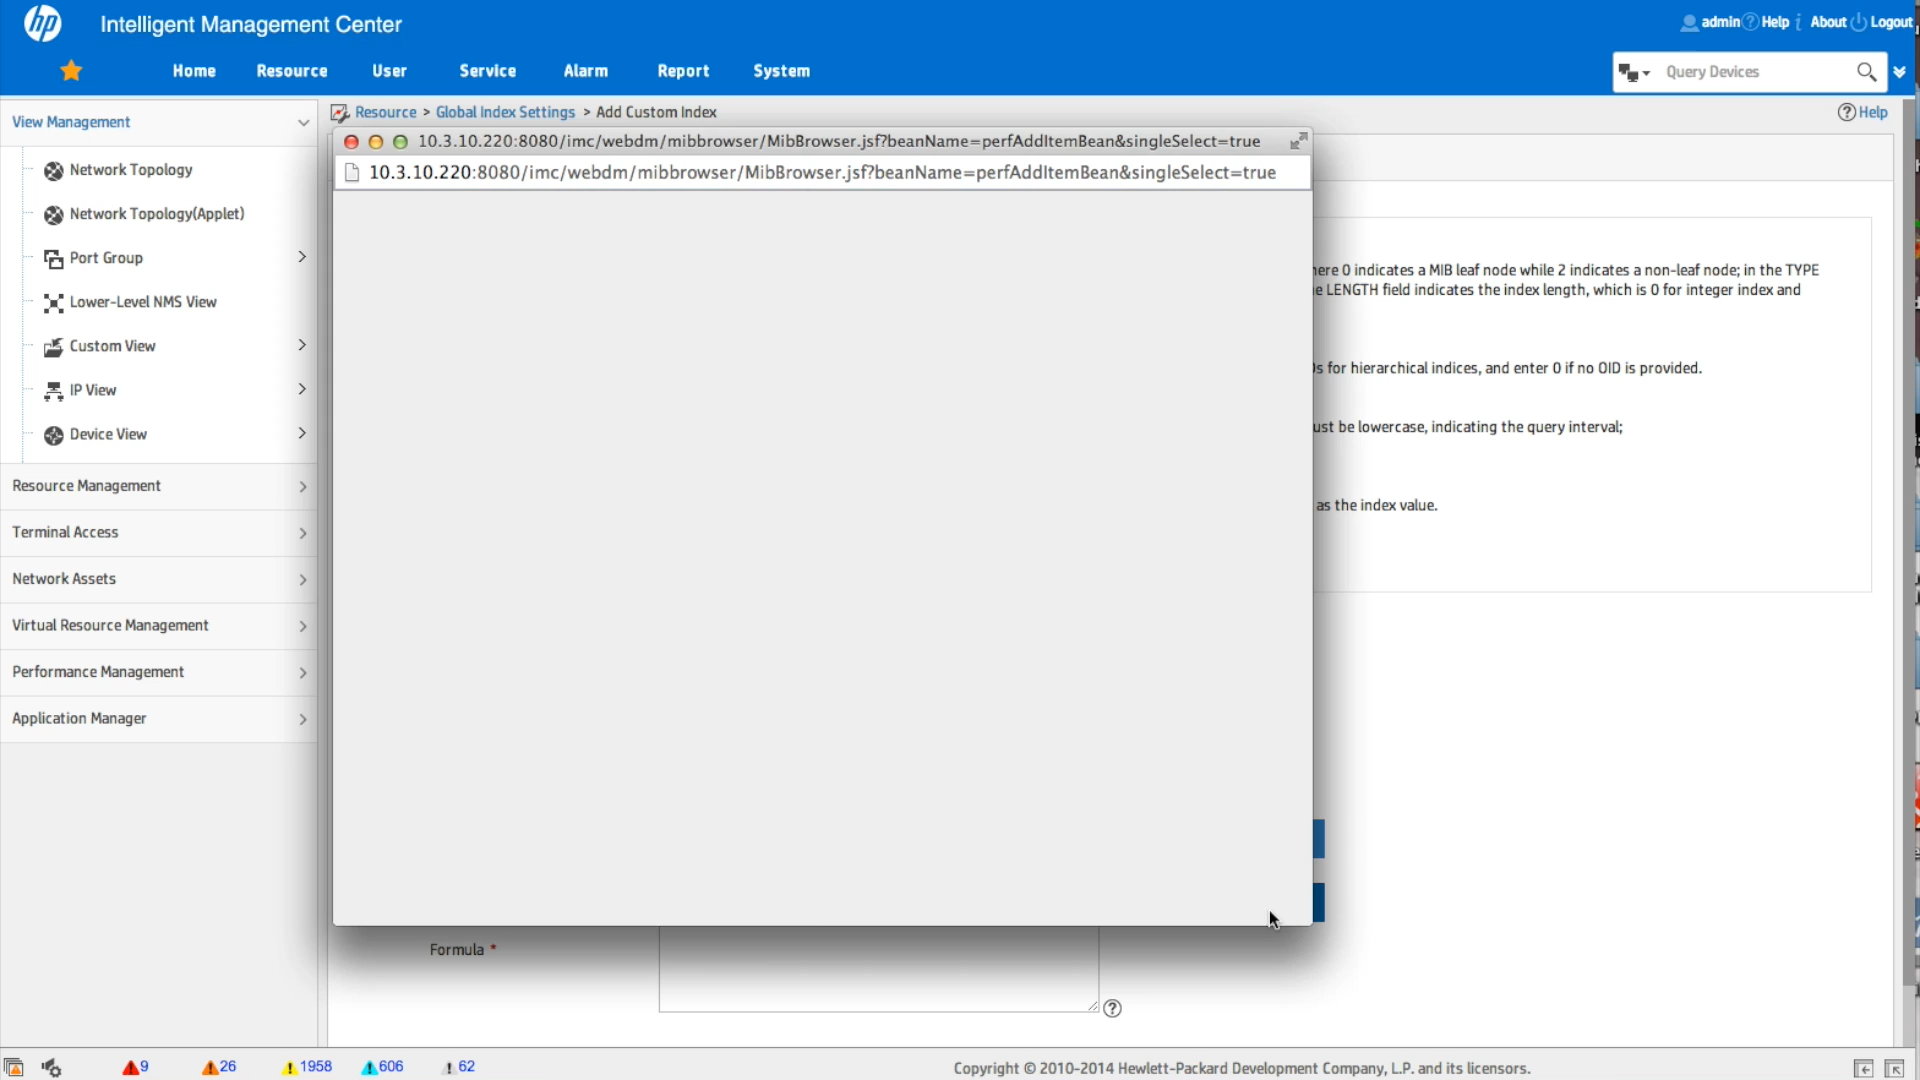 hp
Intelligent Management Center
admin Help About Logout
Home Resource User Service Alarm Report System
Query Devices
View Management
Resource > Global Index Settings > Add Custom Index
Help
10.3.10.220:8080/imc/webdm/mibbrowser/MibBrowser.jsf?beanName=perfAddItemBean&singleSelect=true
10.3.10.220:8080/imc/webdm/mibbrowser/MibBrowser.jsf?beanName=perfAddItemBean&singleSelect=true
Network Topology
Network Topology(Applet)
Port Group
Lower-Level NMS View
Custom View
IP View
Device View
Resource Management
Terminal Access
Network Assets
Virtual Resource Management
Performance Management
Application Manager
here 0 indicates a MIB leaf node while 2 indicates a non-leaf node; in the TYPE
e LENGTH field indicates the index length, which is 0 for integer index and
s for hierarchical indices, and enter 0 if no OID is provided.
ust be lowercase, indicating the query interval;
as the index value.
Formula *
9 26 1958 606 62
Copyright © 2010-2014 Hewlett-Packard Development Company, L.P. and its licensors.